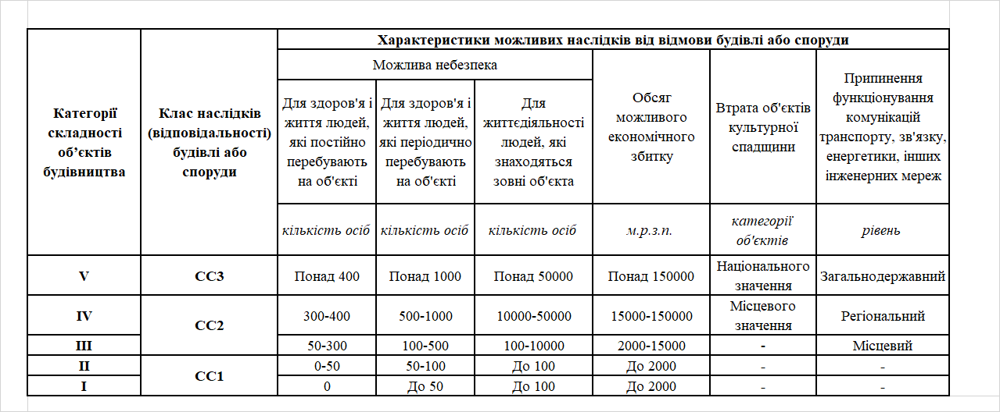 Характеристики можливих наслідків від відмови будівлі або споруди
Категорії
складності
об’єктів
будівництва
Клас наслідків
(відповідальності)
будівлі або
споруди
Можлива небезпека
Для здоров'я і
життя людей,
які постійно
перебувають
на об'єкті
Для здоров'я і
життя людей,
які періодично
перебувають
на об'єкті
Для
життєдіяльності
людей, які
знаходяться
зовні об'єкта
Обсяг
можливого
економічного
збитку
Втрата об'єктів
культурної
спадщини
Припинення
функціонування
комунікацій
транспорту, зв'язку,
енергетики, інших
інженерних мереж
кількість осіб
кількість осіб
кількість осіб
м.р.з.п.
категорії
об'єктів
рівень
V
СС3
Понад 400
Понад 1000
Понад 50000
Понад 150000
Національного
значення
Загальнодержавний
IV
СС2
300-400
500-1000
10000-50000
15000-150000
Місцевого
значення
Регіональний
III
50-300
100-500
100-10000
2000-15000
-
Місцевий
II
СС1
0-50
50-100
До 100
До 2000
-
-
I
0
До 50
До 100
До 2000
-
-